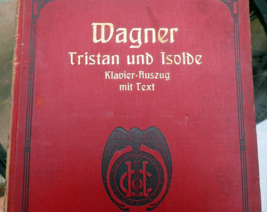 Wagner
Tristan und Isolde
Klavier-Auszug
mit Text